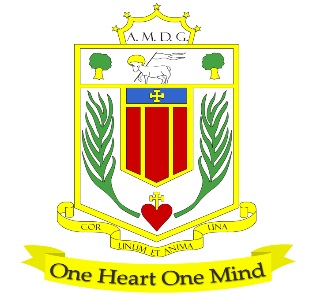 A. M. D. G.
COR UNUM ET ANIMA UNA
One Heart One Mind